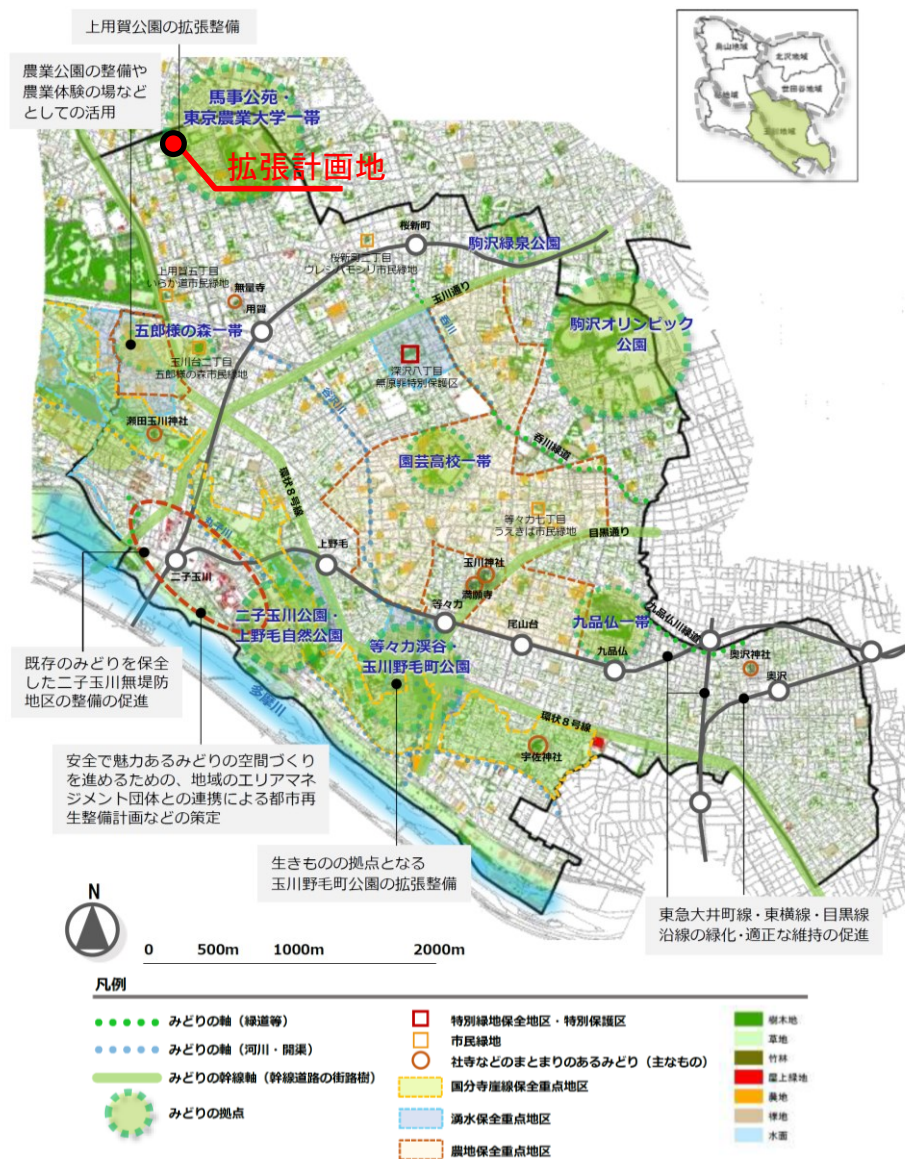 上用賀公園の拡張整備
農業公園の整備や
農業体験の場など
としての活用
馬事公苑・
東京農業大学一帯
拡張計画地
烏山地域
北沢地域
世田谷地域
砧地域
玉川地域
桜新町
駒沢緑泉公園
桜新町二丁目
上用賀五丁目
いらか道市民緑地
無量寺
用賀
玉川通り
呑川
駒沢オリンピック
公園
五郎様の森一帯
玉川台二丁目
五郎様の森市民緑地
深沢八丁目
無原罪特別保護区
谷沢川
瀬田玉川神社
呑川緑道
園芸高校一帯
環状8号線
等々力七丁目
うえきば市民緑地
目黒通り
丸子川
上野毛
玉川神社
満願寺
二子玉川
等々力
二子玉川公園・
上野毛自然公園
尾山台
九品仏一帯
九品仏川緑道
等々力渓谷・
玉川野毛町公園
九品仏
奥沢神社
奥沢
既存のみどりを保全
した二子玉川無堤防
地区の整備の促進
多摩川
環状8号線
宇佐神社
安全で魅力あるみどりの空間づくり
を進めるための、地域のエリアマネ
ジメント団体との連携による都市再
生整備計画などの策定
生きものの拠点となる
玉川野毛町公園の拡張整備
東急大井町線・東横線・目黒線
沿線の緑化・適正な維持の促進
N
0 500m 1000m 2000m
凡例
みどりの軸（緑道等）
みどりの軸（河川・開渠）
みどりの幹線軸（幹線道路の街路樹）
みどりの拠点
特別緑地保全地区・特別保護区
市民緑地
社寺などのまとまりのあるみどり（主なもの）
国分寺崖線保全重点地区
湧水保全重点地区
農地保全重点地区
樹木地
草地
竹林
屋上緑地
農地
裸地
水面